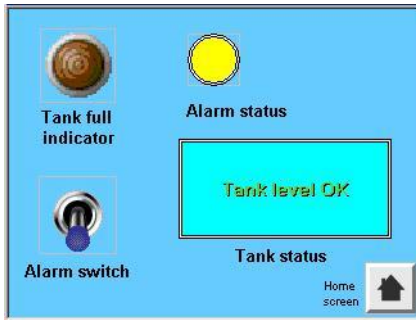 Tank full
indicator
Alarm status
Tank level OK
Alarm switch
Tank status
Home
screen